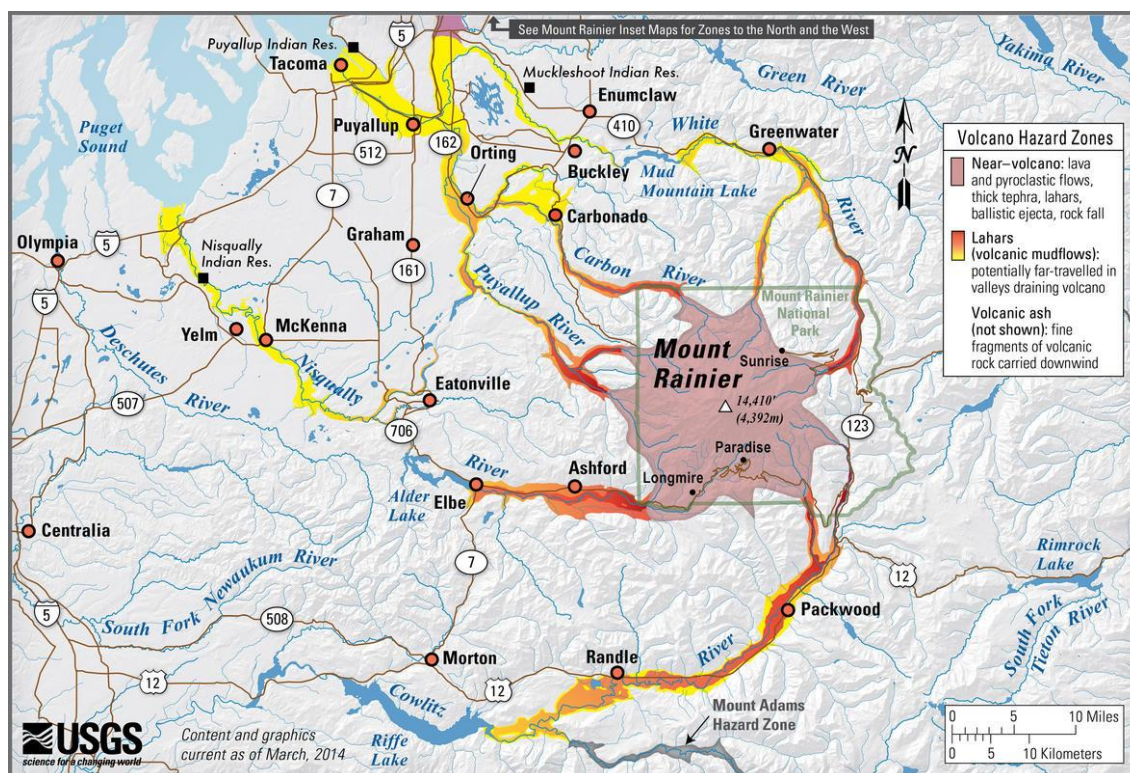 See Mount Rainier Inset Maps for Zones to the North and the West
Puyallup Indian Res.
Tacoma
5
Muckleshoot Indian Res.
Green River
Yakima River
Puget
Sound
Puyallup
512
162
Orting
Enumclaw
410
White
Greenwater
Buckley
Mud
Mountain Lake
River
N
Volcano Hazard Zones
Near–volcano: lava
and pyroclastic flows,
thick tephra, lahars,
ballistic ejecta, rock fall
Lahars
(volcanic mudflows):
potentially far-travelled in
valleys draining volcano
Volcanic ash
(not shown): fine
fragments of volcanic
rock carried downwind
7
Carbonado
Olympia
5
Nisqually
Indian Res.
Graham
161
Carbon River
Puyallup
River
Mount Rainier
National
Park
5
Yelm
McKenna
Deschutes
River
Nisqually
Mount
Rainier
Sunrise
14,410'
(4,392m)
507
Eatonville
706
123
Paradise
Longmire
River
Ashford
Alder
Lake
Elbe
Centralia
7
5
South Fork Newaukum River
508
12
Rimrock
Lake
South Fork
Tieton River
Packwood
Morton
12
Randle
River
12
Cowlitz
Riffe
Lake
Mount Adams
Hazard Zone
USGS
science for a changing world
Content and graphics
current as of March, 2014
0 5 10 Miles
0 5 10 Kilometers